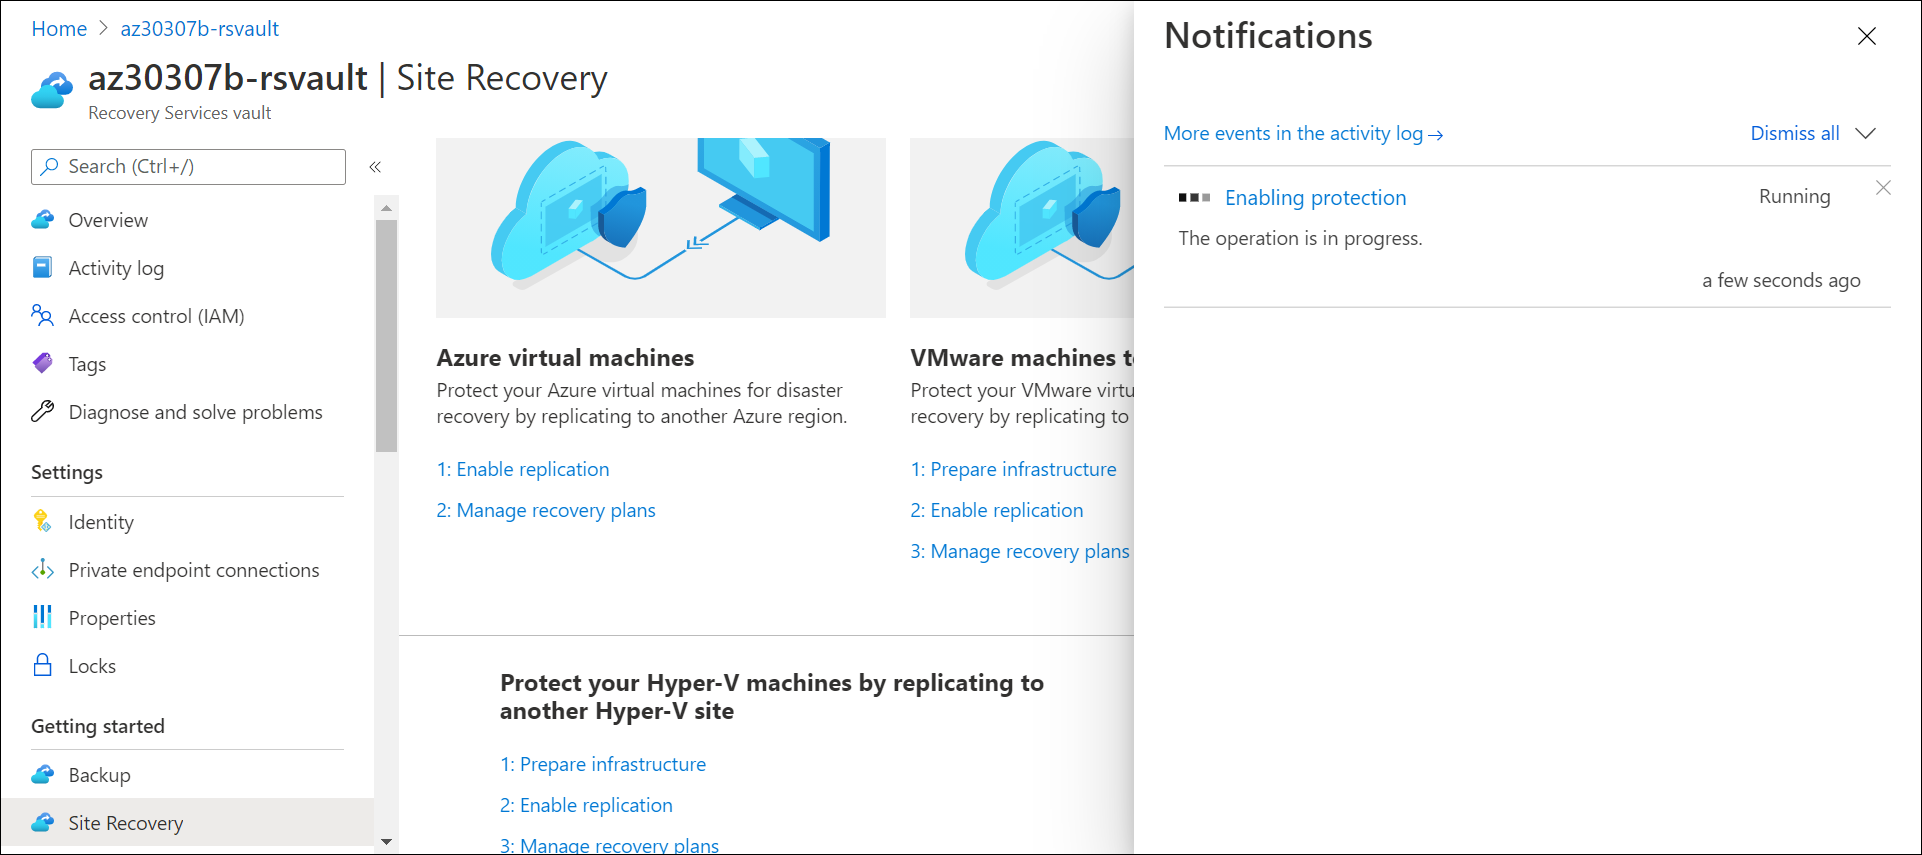 Home > az30307b-rsvault
az30307b-rsvault | Site Recovery
Recovery Services vault
Search (Ctrl+/)
«
Overview
Activity log
Access control (IAM)
Tags
Diagnose and solve problems
Settings
Identity
Private endpoint connections
Properties
Locks
Getting started
Backup
Site Recovery
Azure virtual machines
Protect your Azure virtual machines for disaster
recovery by replicating to another Azure region.
1: Enable replication
2: Manage recovery plans
VMware machines
Protect your VMware
recovery by replicating to
1: Prepare infrastructure
2: Enable replication
3: Manage recovery plans
Protect your Hyper-V machines by replicating to
another Hyper-V site
1: Prepare infrastructure
2: Enable replication
3: Manage recovery plans
Notifications
More events in the activity log →
Dismiss all
Enabling protection
Running
The operation is in progress.
a few seconds ago